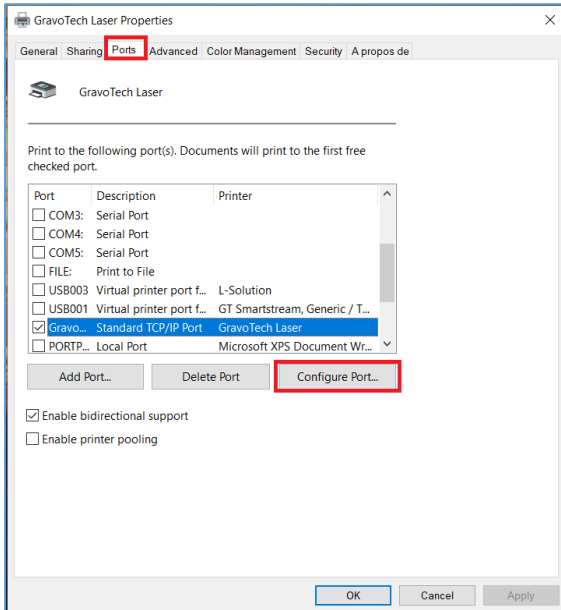 GravoTech Laser Properties
General Sharing Ports Advanced Color Management Security A propos de
GravoTech Laser
Print to the following port(s). Documents will print to the first free
checked port.
Port Description Printer
COM3: Serial Port
COM4: Serial Port
COM5: Serial Port
FILE: Print to File
USB003 Virtual printer port f... L-Solution
USB001 Virtual printer port f... GT Smartstream, Generic / T...
Gravo... Standard TCP/IP Port GravoTech Laser
PORTP... Local Port Microsoft XPS Document Wr...
Add Port... Delete Port Configure Port...
Enable bidirectional support
Enable printer pooling
OK Cancel Apply